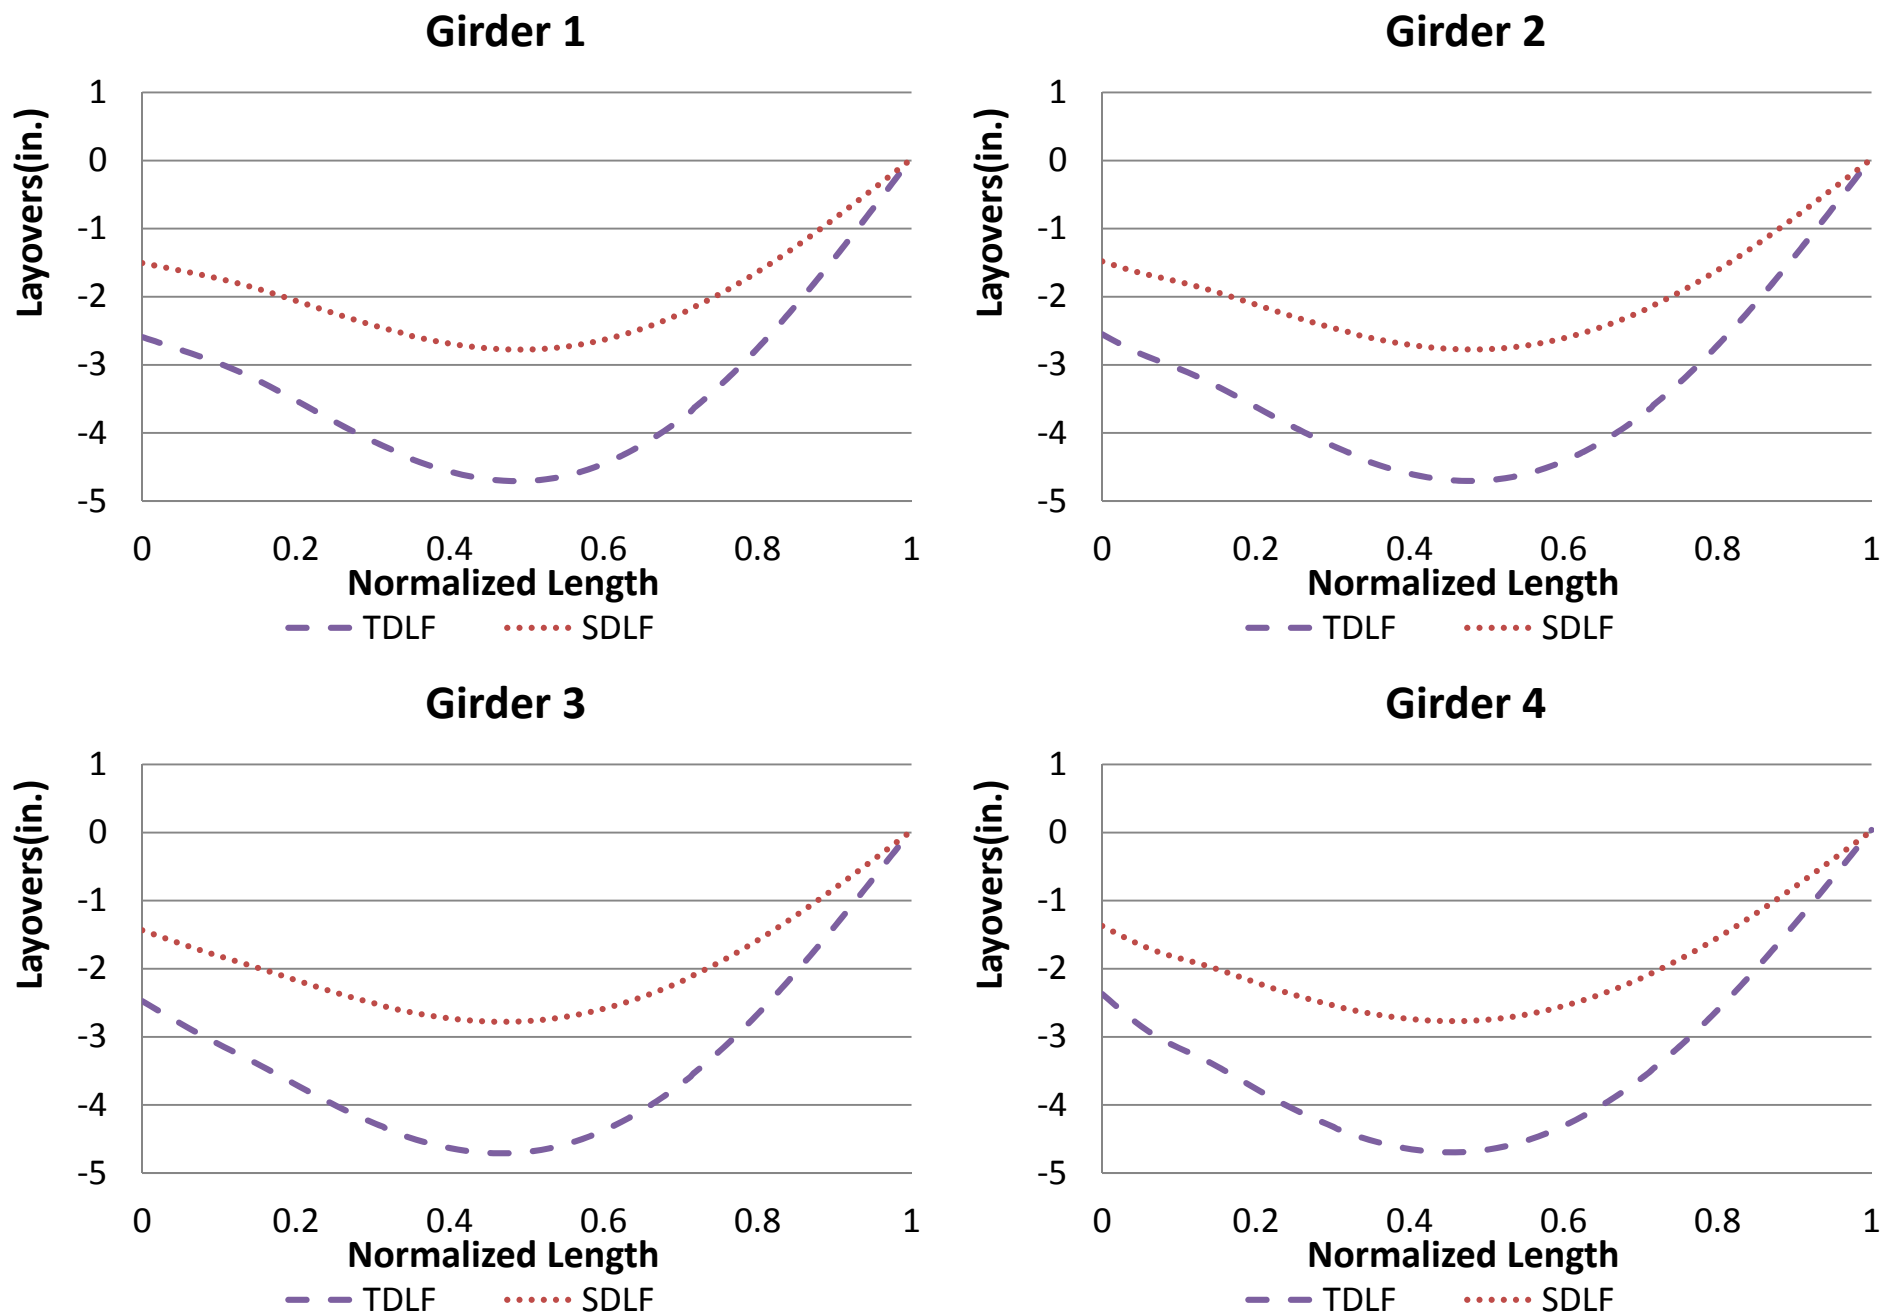 Girder 1
Layovers(in.)
1
0
-1
-2
-3
-4
-5
0 0.2 0.4 0.6 0.8 1
Normalized Length
TDLF SDLF
Girder 2
Layovers(in.)
1
0
-1
-2
-3
-4
-5
0 0.2 0.4 0.6 0.8 1
Normalized Length
TDLF SDLF
Girder 3
Layovers(in.)
1
0
-1
-2
-3
-4
-5
0 0.2 0.4 0.6 0.8 1
Normalized Length
TDLF SDLF
Girder 4
Layovers(in.)
1
0
-1
-2
-3
-4
-5
0 0.2 0.4 0.6 0.8 1
Normalized Length
TDLF SDLF